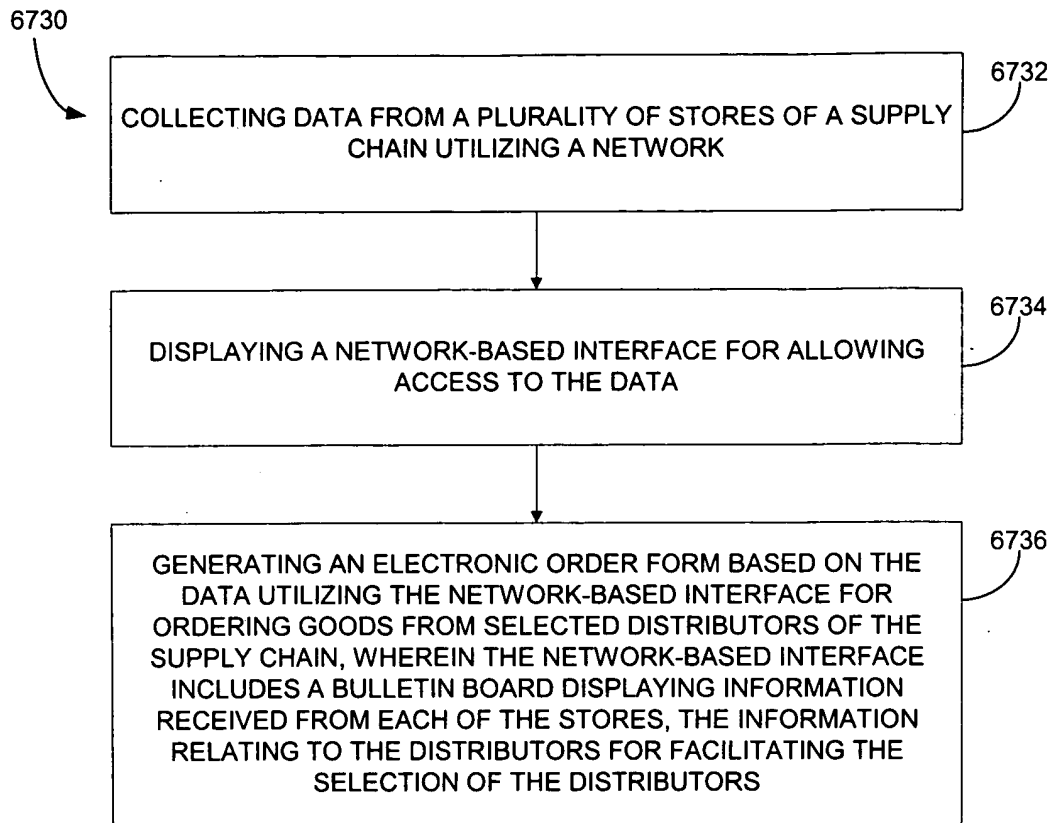 6730
6732
COLLECTING DATA FROM A PLURALITY OF STORES OF A SUPPLY
CHAIN UTILIZING A NETWORK
6734
DISPLAYING A NETWORK-BASED INTERFACE FOR ALLOWING
ACCESS TO THE DATA
6736
GENERATING AN ELECTRONIC ORDER FORM BASED ON THE
DATA UTILIZING THE NETWORK-BASED INTERFACE FOR
ORDERING GOODS FROM SELECTED DISTRIBUTORS OF THE
SUPPLY CHAIN, WHEREIN THE NETWORK-BASED INTERFACE
INCLUDES A BULLETIN BOARD DISPLAYING INFORMATION
RECEIVED FROM EACH OF THE STORES, THE INFORMATION
RELATING TO THE DISTRIBUTORS FOR FACILITATING THE
SELECTION OF THE DISTRIBUTORS